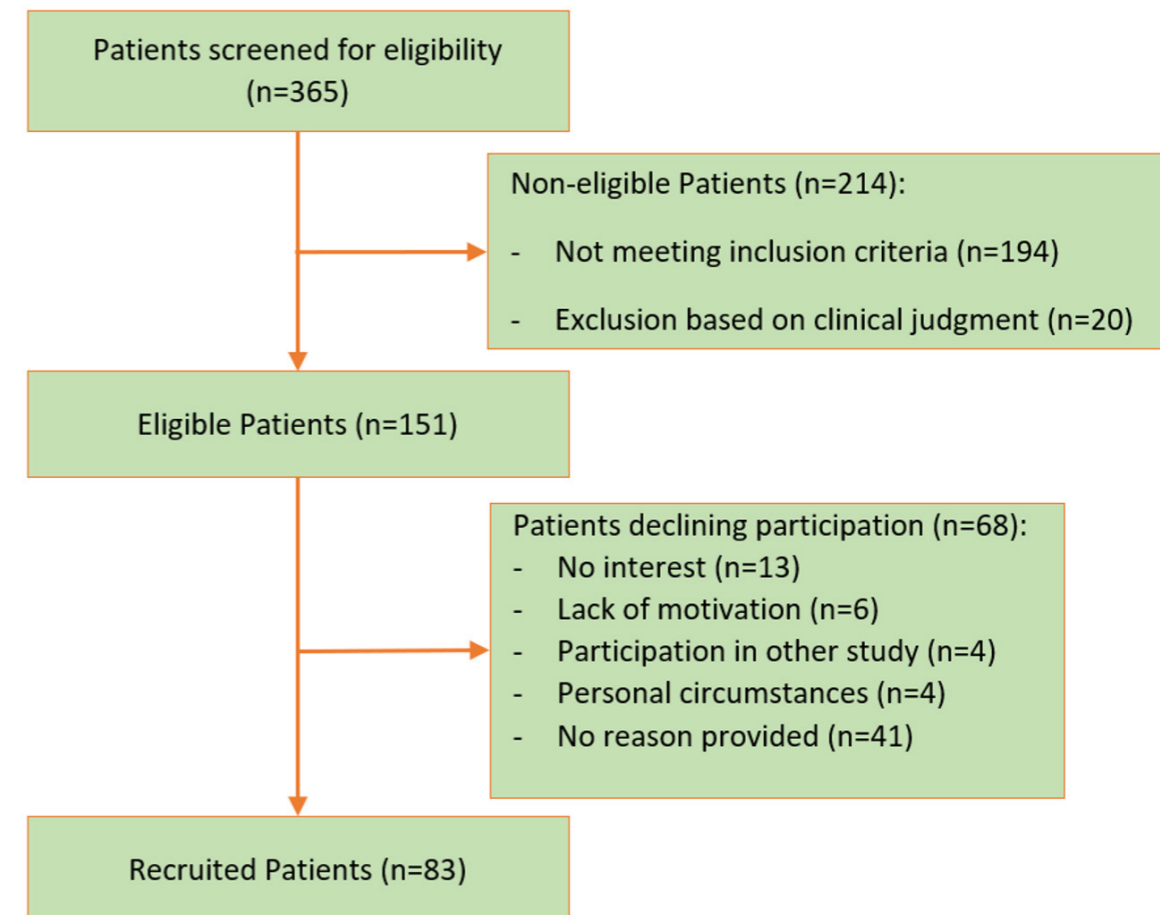 Patients screened for eligibility
(n=365)
Non-eligible Patients (n=214):
- Not meeting inclusion criteria (n=194)
- Exclusion based on clinical judgment (n=20)
Eligible Patients (n=151)
Patients declining participation (n=68):
- No interest (n=13)
- Lack of motivation (n=6)
- Participation in other study (n=4)
- Personal circumstances (n=4)
- No reason provided (n=41)
Recruited Patients (n=83)